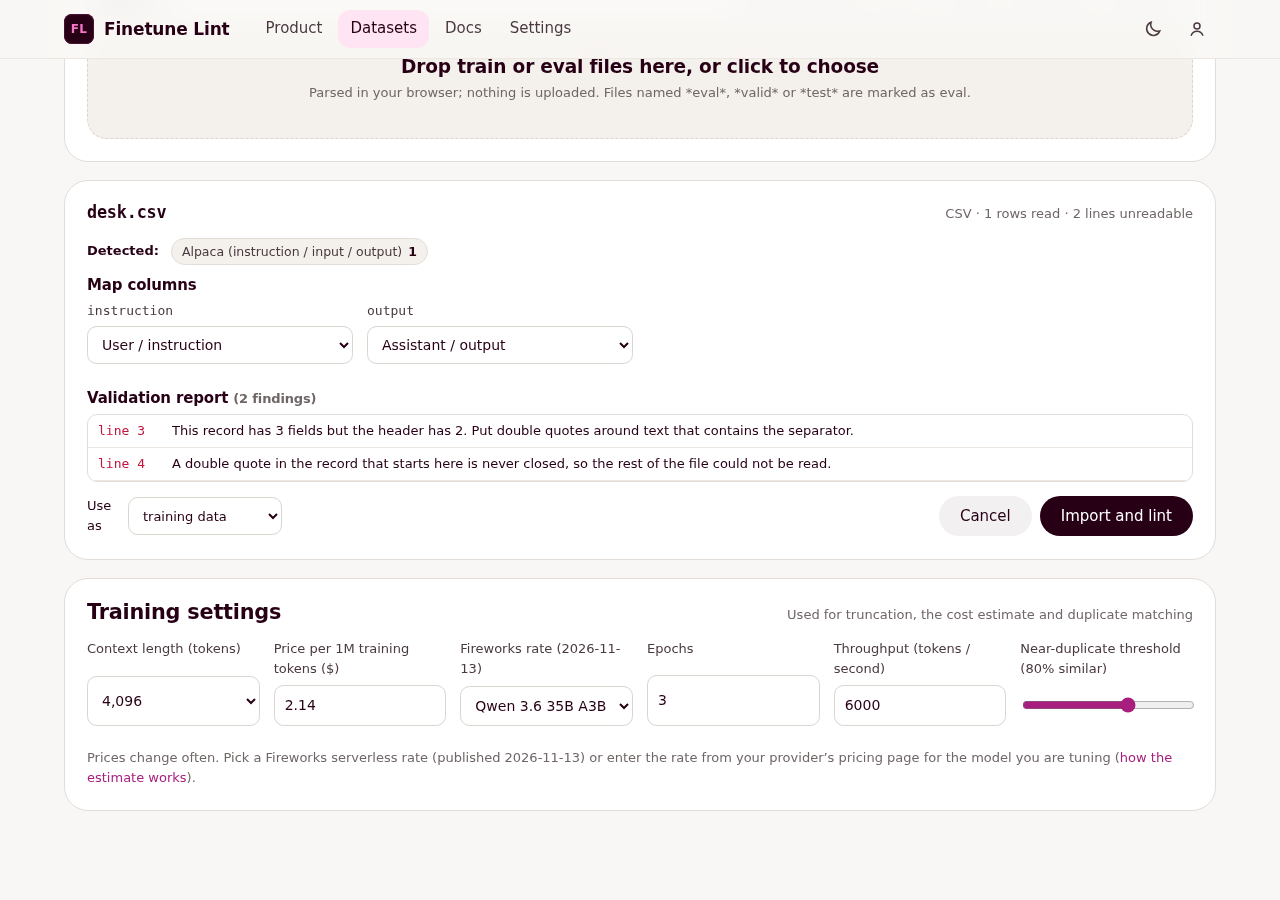 FL
Finetune Lint
Product
Datasets
Docs
Settings
Drop train or eval files here, or click to choose
Parsed in your browser; nothing is uploaded. Files named *eval*, *valid* or *test* are marked as eval.
desk.csv
CSV · 1 rows read · 2 lines unreadable
Detected:
Alpaca (instruction / input / output) 1
Map columns
instruction
output
User / instruction
Assistant / output
Validation report (2 findings)
line 3 This record has 3 fields but the header has 2. Put double quotes around text that contains the separator.
line 4 A double quote in the record that starts here is never closed, so the rest of the file could not be read.
Use
as
training data
Cancel
Import and lint
Training settings
Used for truncation, the cost estimate and duplicate matching
Context length (tokens)
4,096
Price per 1M training
tokens ($)
2.14
Fireworks rate (2026-11-
13)
Qwen 3.6 35B A3B
Epochs
3
Throughput (tokens /
second)
6000
Near-duplicate threshold
(80% similar)
Prices change often. Pick a Fireworks serverless rate (published 2026-11-13) or enter the rate from your provider’s pricing page for the model you are tuning (how the
estimate works).